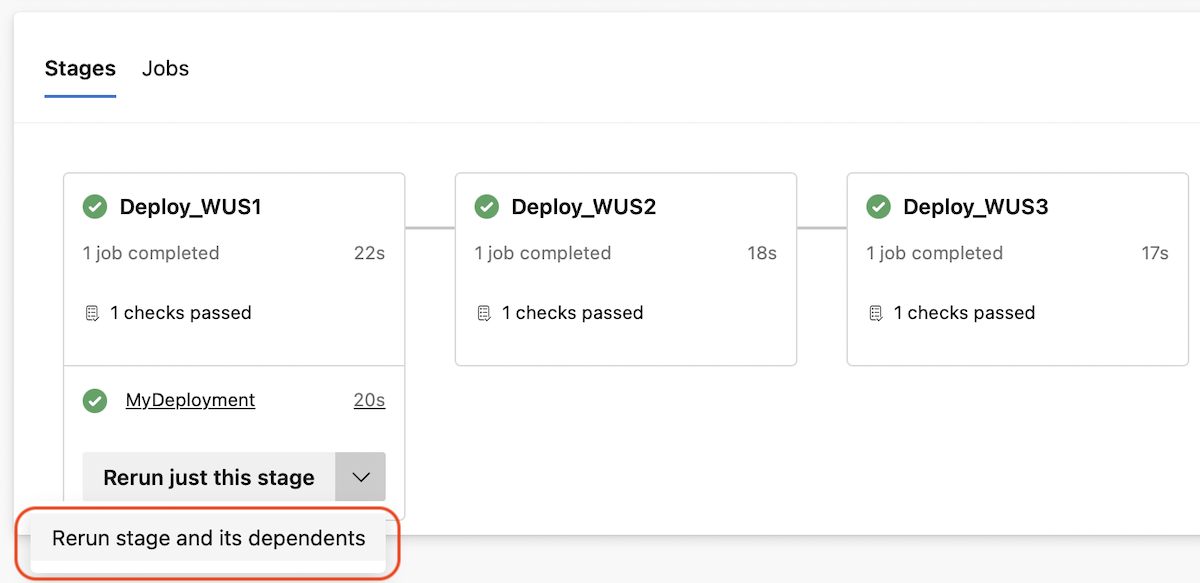 Stages Jobs
Deploy_WUS1 Deploy_WUS2 Deploy_WUS3
1 job completed 22s 1 job completed 18s 1 job completed 17s
1 checks passed 1 checks passed 1 checks passed
MyDeployment 20s
Rerun just this stage
Rerun stage and its dependents